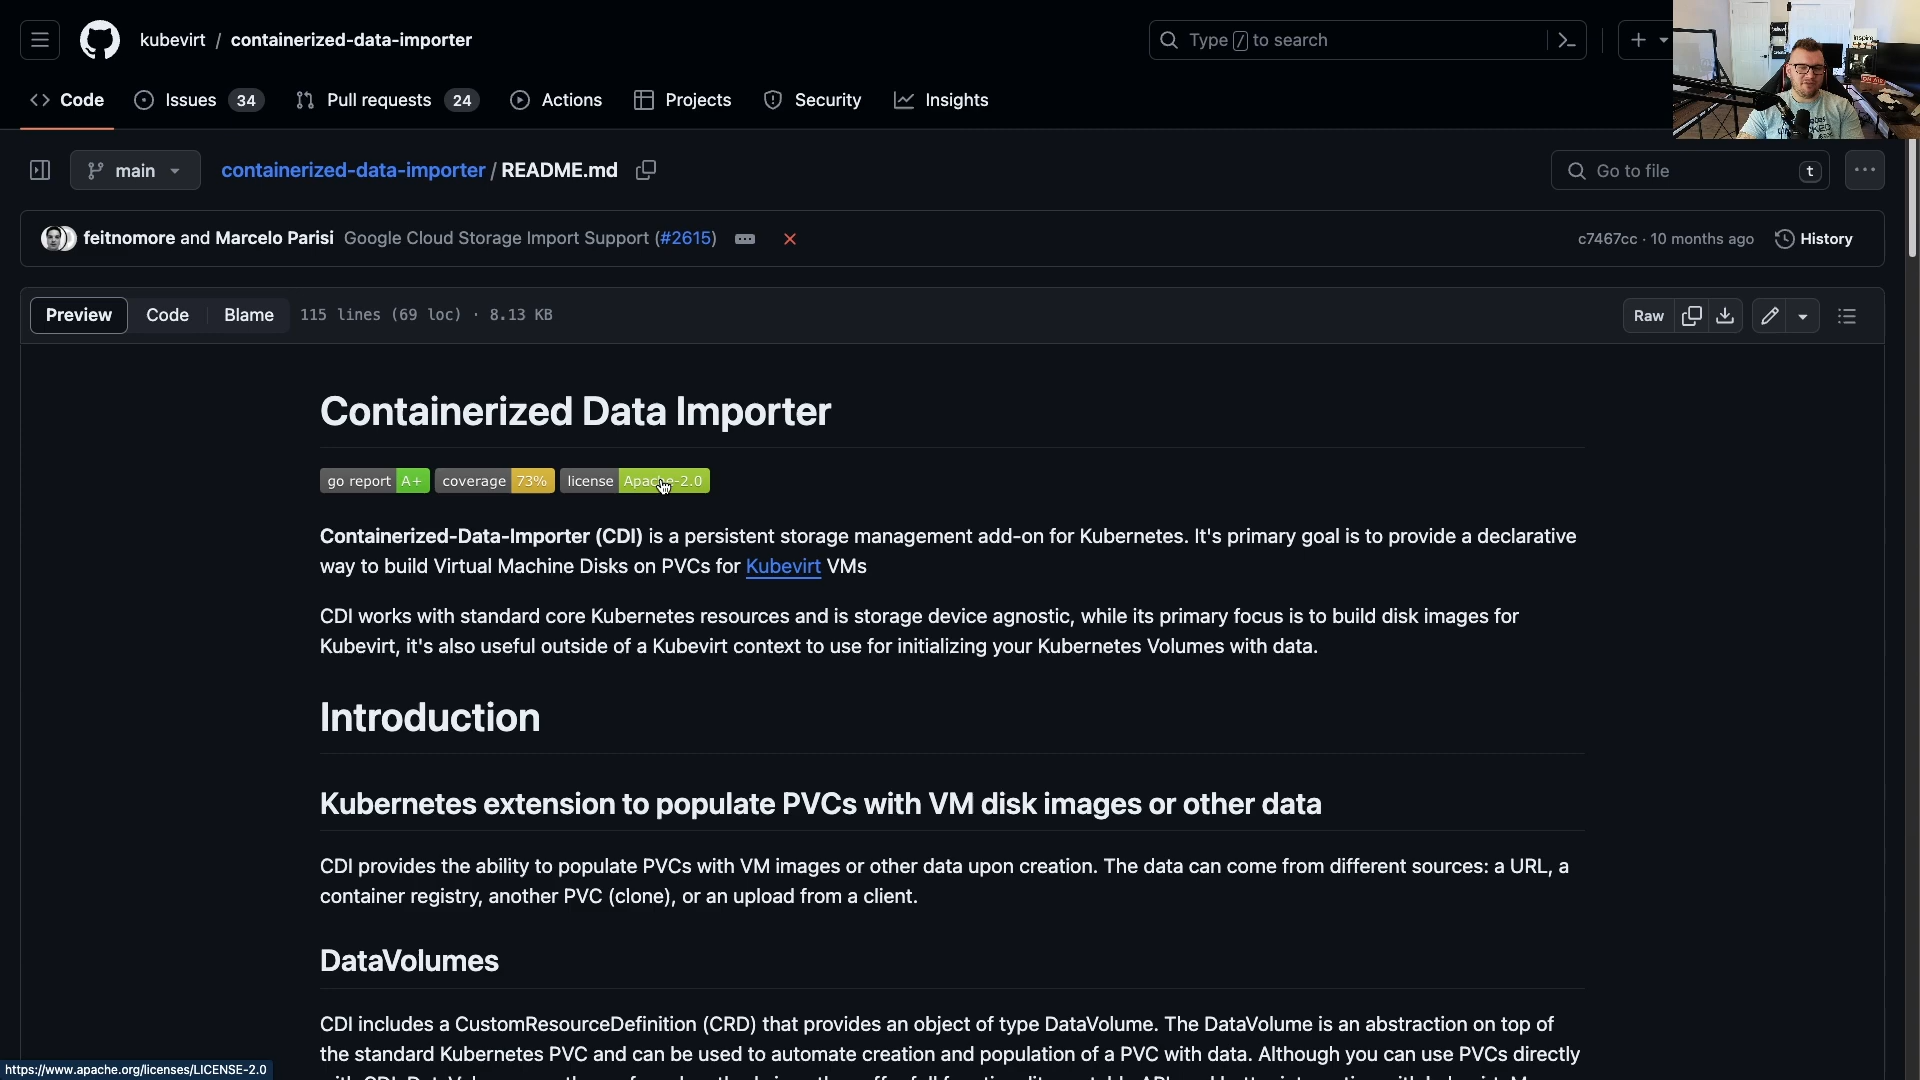 kubevirt / containerized-data-importer
Type / to search
Code
Issues 34
Pull requests 24
Actions
Projects
Security
Insights
main
containerized-data-importer / README.md
Go to file
t
feitnomore and Marcelo Parisi Google Cloud Storage Import Support (#2615)
c7467cc · 10 months ago
History
Preview
Code
Blame
115 lines (69 loc) · 8.13 KB
Raw
Containerized Data Importer
go report A+
coverage 73%
license Apache-2.0
Containerized-Data-Importer (CDI) is a persistent storage management add-on for Kubernetes. It's primary goal is to provide a declarative
way to build Virtual Machine Disks on PVCs for Kubevirt VMs
CDI works with standard core Kubernetes resources and is storage device agnostic, while its primary focus is to build disk images for
Kubevirt, it's also useful outside of a Kubevirt context to use for initializing your Kubernetes Volumes with data.
Introduction
Kubernetes extension to populate PVCs with VM disk images or other data
CDI provides the ability to populate PVCs with VM images or other data upon creation. The data can come from different sources: a URL, a
container registry, another PVC (clone), or an upload from a client.
DataVolumes
CDI includes a CustomResourceDefinition (CRD) that provides an object of type DataVolume. The DataVolume is an abstraction on top of
the standard Kubernetes PVC and can be used to automate creation and population of a PVC with data. Although you can use PVCs directly
https://www.apache.org/licenses/LICENSE-2.0